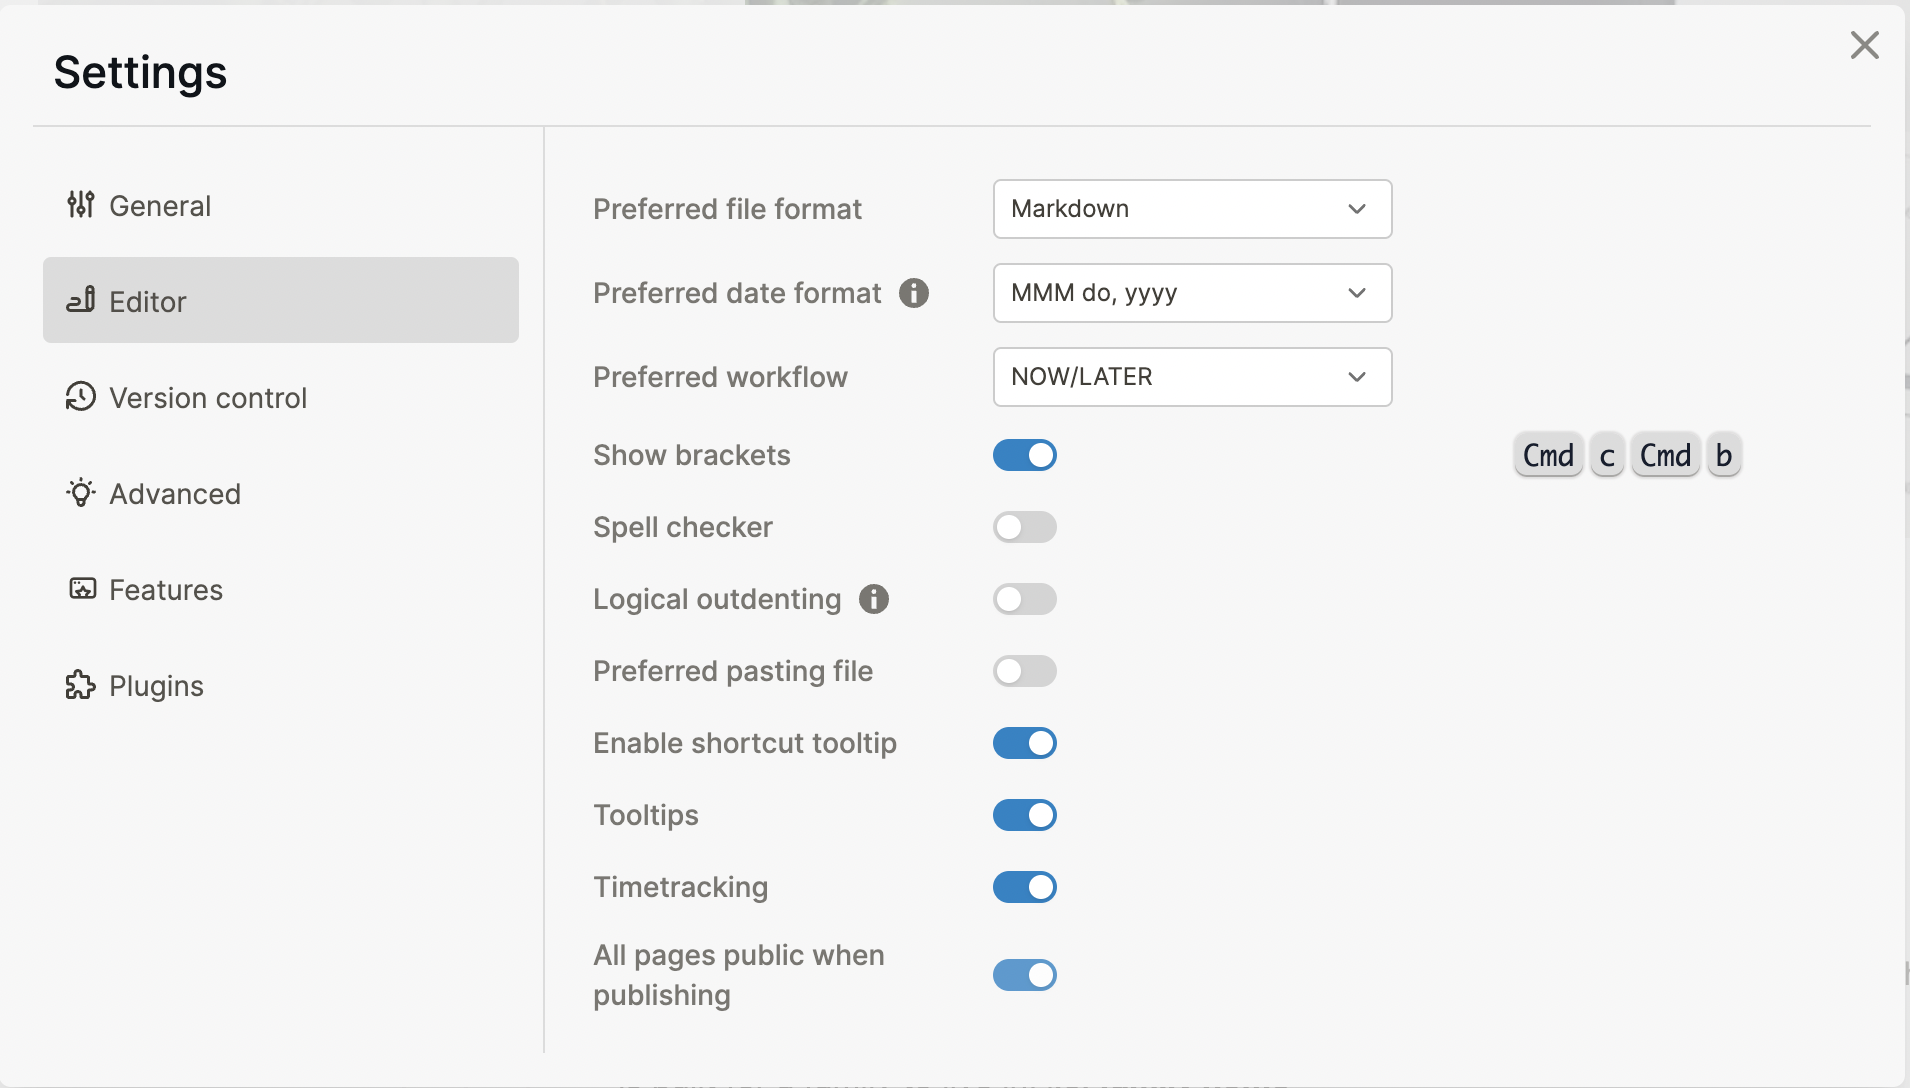 Settings
General
Editor
Version control
Advanced
Features
Plugins
Preferred file format
Markdown
Preferred date format
MMM do, yyyy
Preferred workflow
NOW/LATER
Show brackets
Cmd c Cmd b
Spell checker
Logical outdenting
Preferred pasting file
Enable shortcut tooltip
Tooltips
Timetracking
All pages public when
publishing